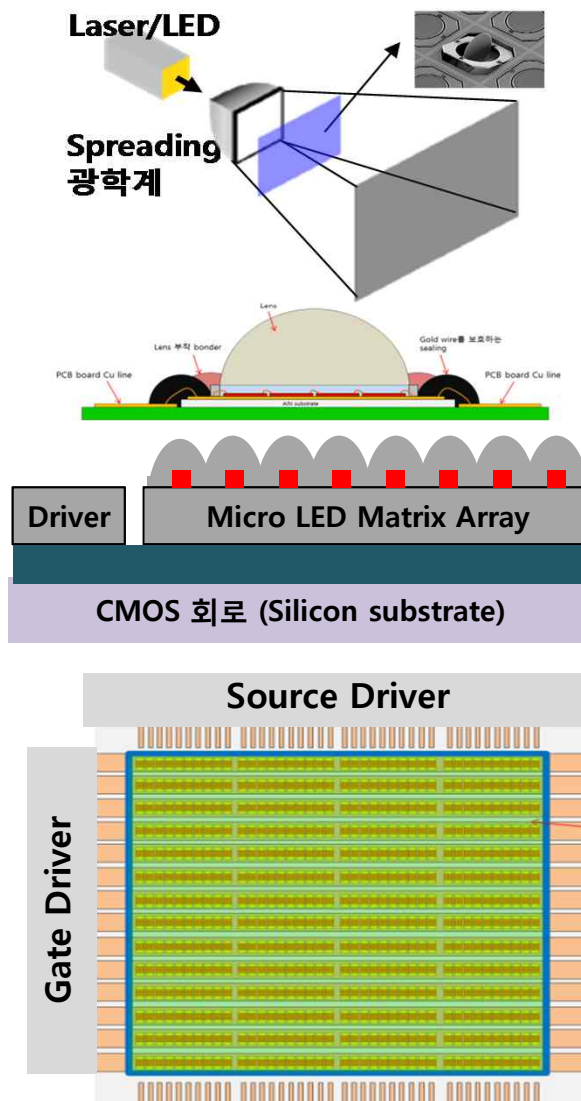 Laser/LED
Spreading
광학계
Lens
Lens 부착 bonder
Gold wire를 보호하는
sealing
PCB board Cu line
PCB board Cu line
AlN substrate
Driver
Micro LED Matrix Array
CMOS 회로 (Silicon substrate)
Source Driver
Gate Driver